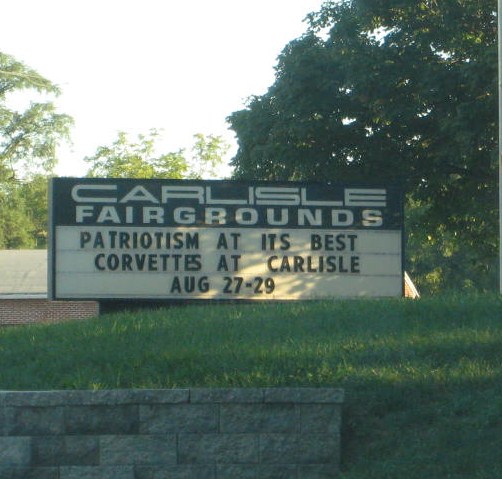 CARLISLE
FAIRGROUNDS
PATRIOTISM AT ITS BEST
CORVETTES AT CARLISLE
AUG 27-29